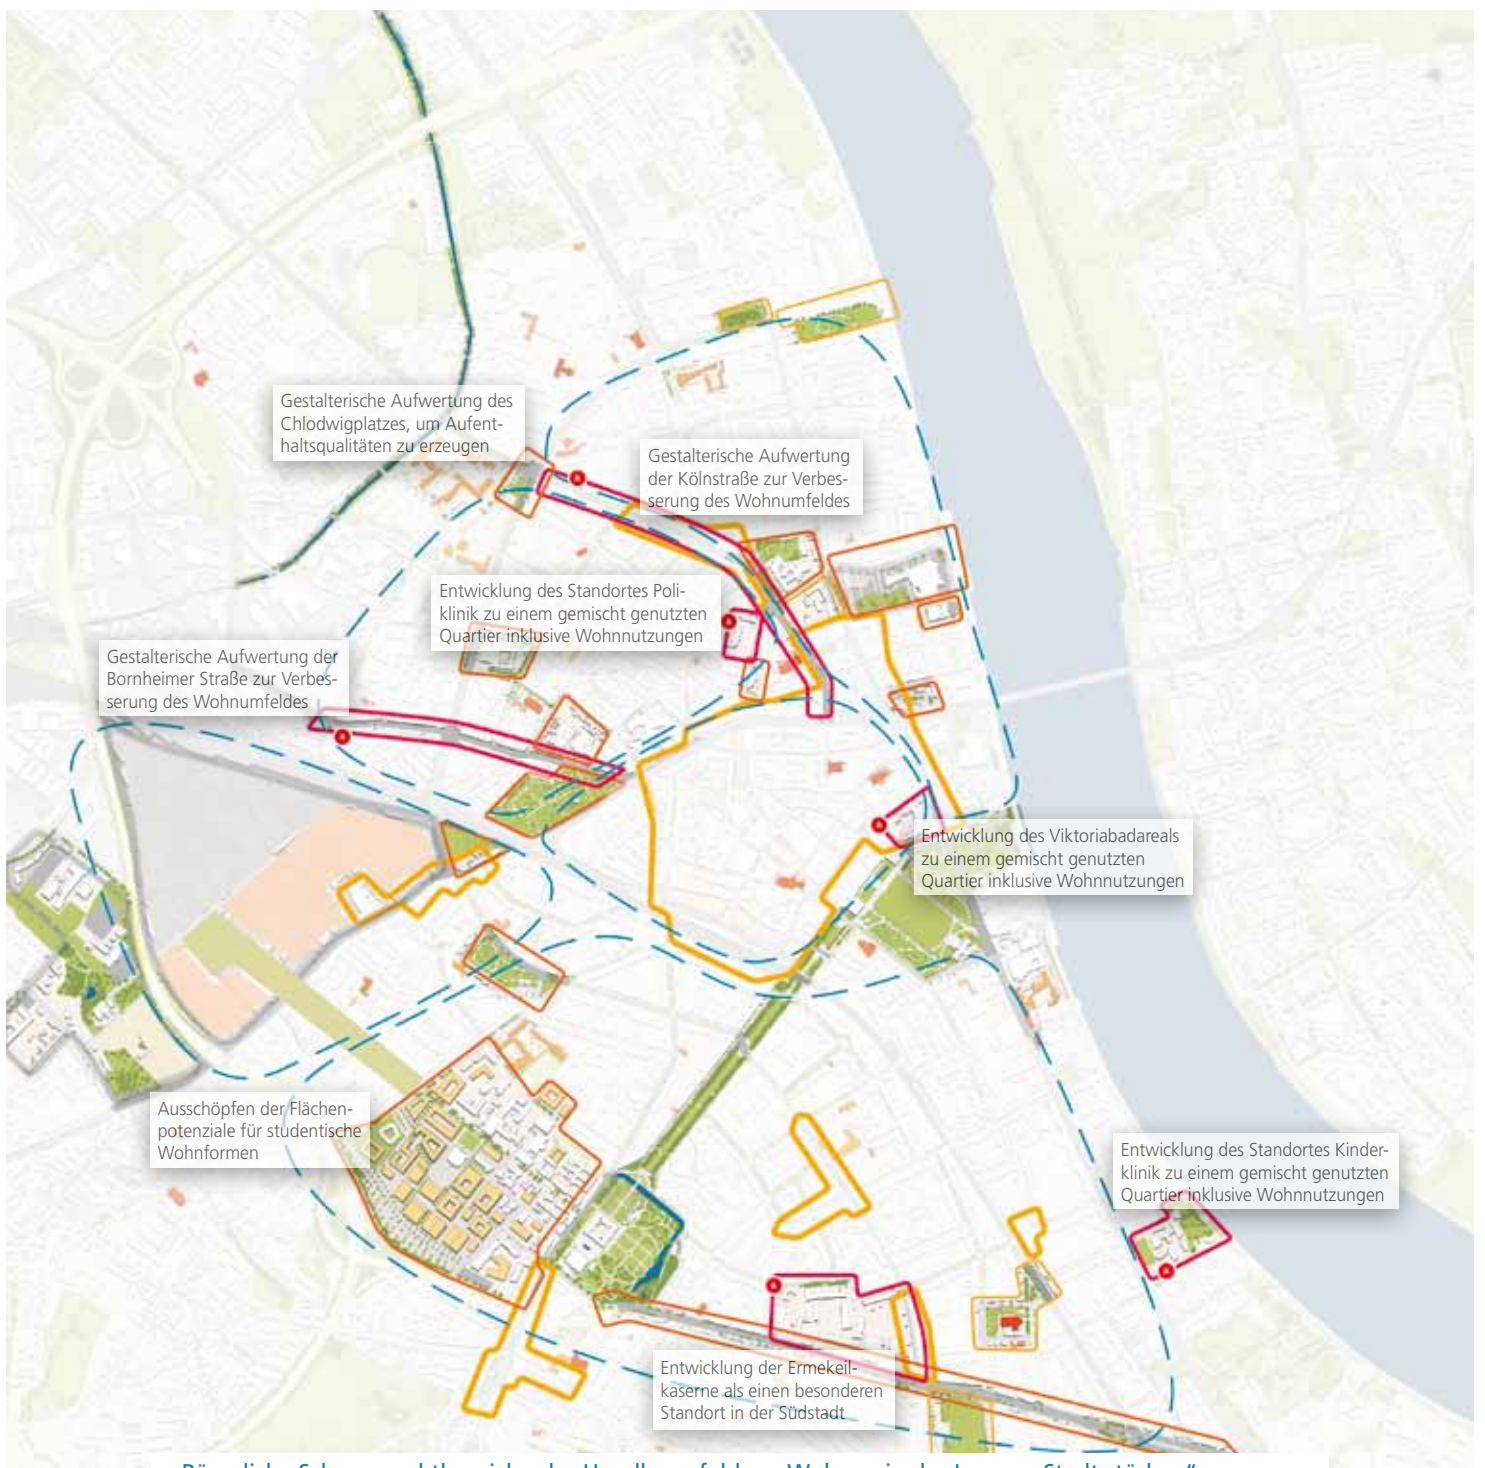 Gestalterische Aufwertung des
Chlodwigplatzes, um Aufent-
haltsqualitäten zu erzeugen
Gestalterische Aufwertung
der Kölnstraße zur Verbes-
serung des Wohnumfeldes
Entwicklung des Standortes Poli-
klinik zu einem gemischt genutzten
Quartier inklusive Wohnnutzungen
Gestalterische Aufwertung der
Bornheimer Straße zur Verbes-
serung des Wohnumfeldes
Entwicklung des Viktoriabadareals
zu einem gemischt genutzten
Quartier inklusive Wohnnutzungen
Ausschöpfen der Flächen-
potenziale für studentische
Wohnformen
Entwicklung des Standortes Kinder-
klinik zu einem gemischt genutzten
Quartier inklusive Wohnnutzungen
Entwicklung der Ermekeil-
kaserne als einen besonderen
Standort in der Südstadt